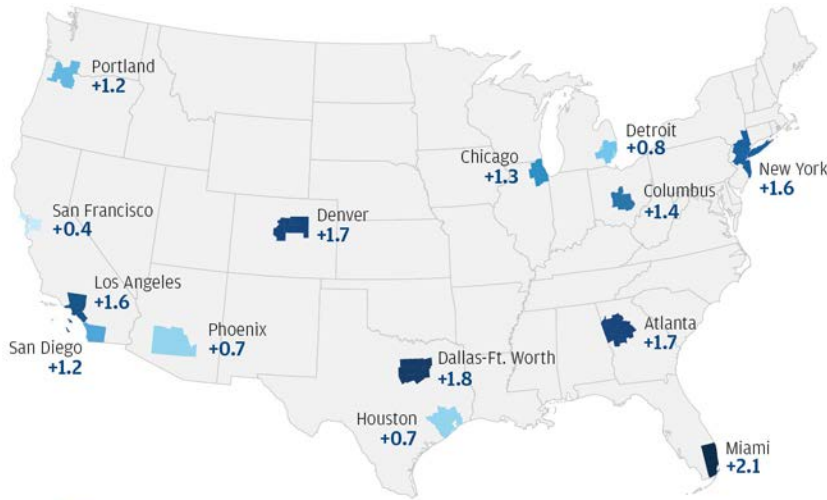 Portland
+1.2
Detroit
+0.8
Chicago
+1.3
New York
+1.6
Columbus
+1.4
San Francisco
+0.4
Denver
+1.7
Los Angeles
+1.6
San Diego
+1.2
Phoenix
+0.7
Atlanta
+1.7
Dallas-Ft. Worth
+1.8
Houston
+0.7
Miami
+2.1